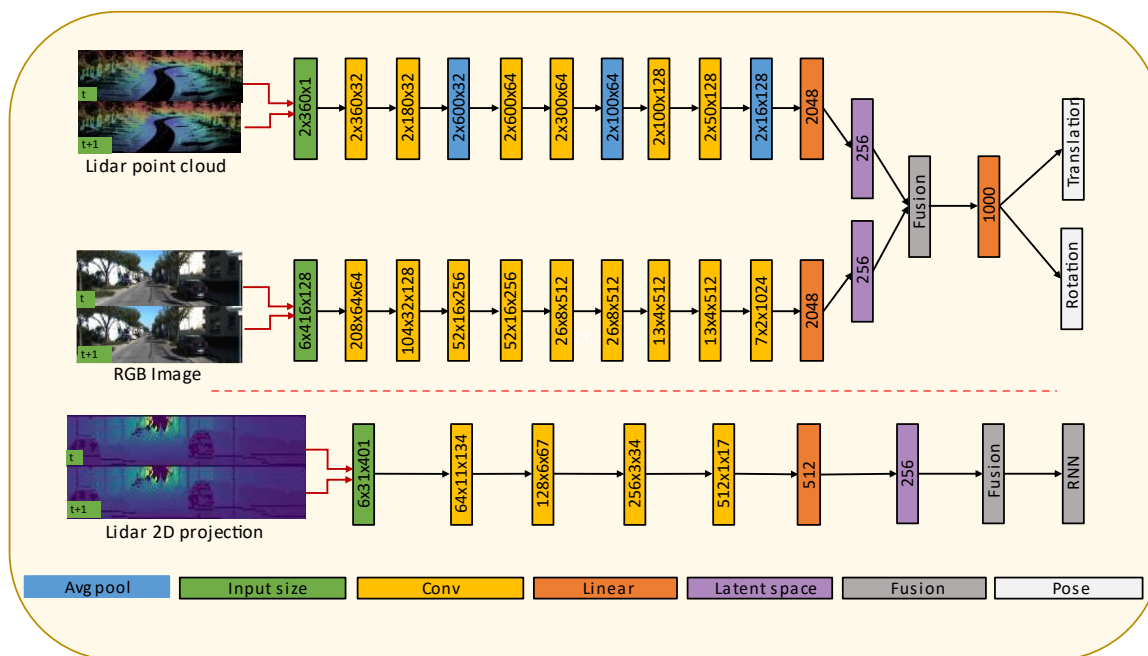 t
t+1
Lidar point cloud
2x360x1
2x360x32
2x180x32
2x600x32
2x600x64
2x300x64
2x100x64
2x100x128
2x50x128
2x16x128
2048
256
Fusion
1000
Translation
Rotation
t
t+1
RGB Image
6x416x128
208x64x64
104x32x128
52x16x256
52x16x256
26x8x512
26x8x512
13x4x512
13x4x512
7x2x1024
2048
256
t
t+1
Lidar 2D projection
6x31x401
64x11x134
128x6x67
256x3x34
512x1x17
512
256
Fusion
RNN
Avg pool
Input size
Conv
Linear
Latent space
Fusion
Pose